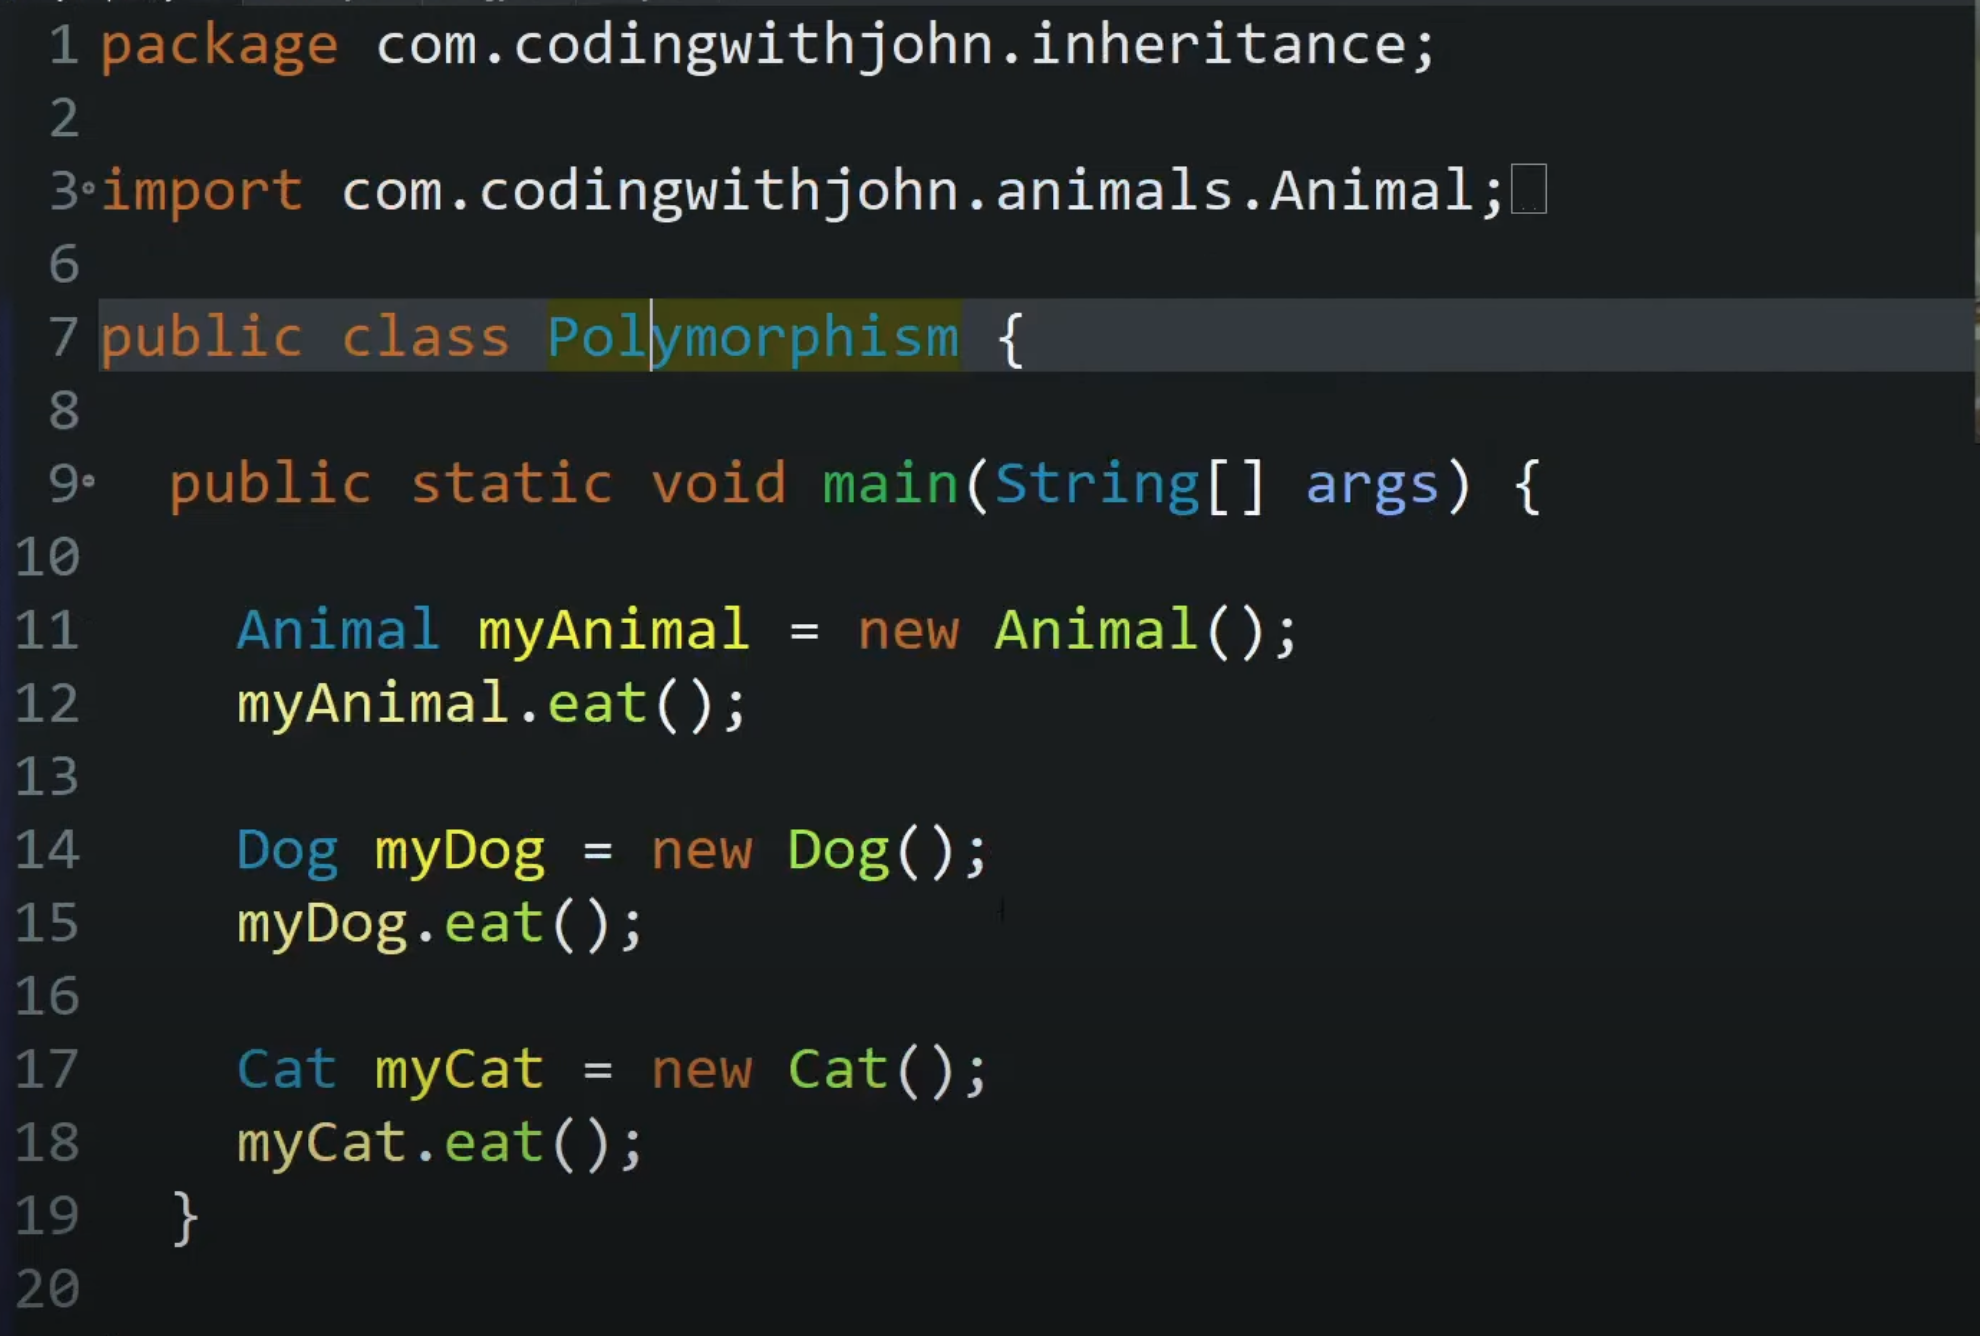 1 package com.codingwithjohn.inheritance;
2
3 import com.codingwithjohn.animals.Animal;
6
7 public class Polymorphism {
8
9 public static void main(String[] args) {
10
11 Animal myAnimal = new Animal();
12 myAnimal.eat();
13
14 Dog myDog = new Dog();
15 myDog.eat();
16
17 Cat myCat = new Cat();
18 myCat.eat();
19 }
20